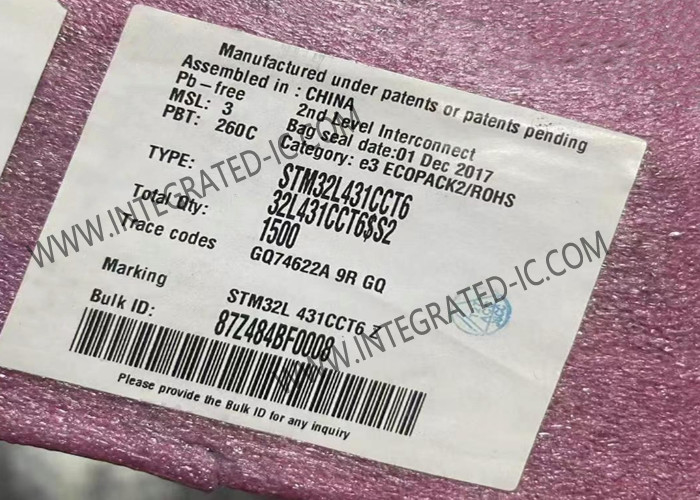 Manufactured under patents or patents pending
Assembled in : CHINA
Pb-free 2nd Level Interconnect
MSL: 3 Bag seal date:01 Dec 2017
PBT: 260C Category: e3 ECOPACK2/ROHS
TYPE: STM32L431CCT6
32L431CCT6$S2
Total Qty: 1500
Trace codes GQ74622A 9R GQ
Marking STM32L 431CCT6 Z
Bulk ID: 87Z484BF0008
Please provide the Bulk ID for any inquiry
WWW.INTEGRATED-IC.COM
WWW.INTEGRATED-IC.COM